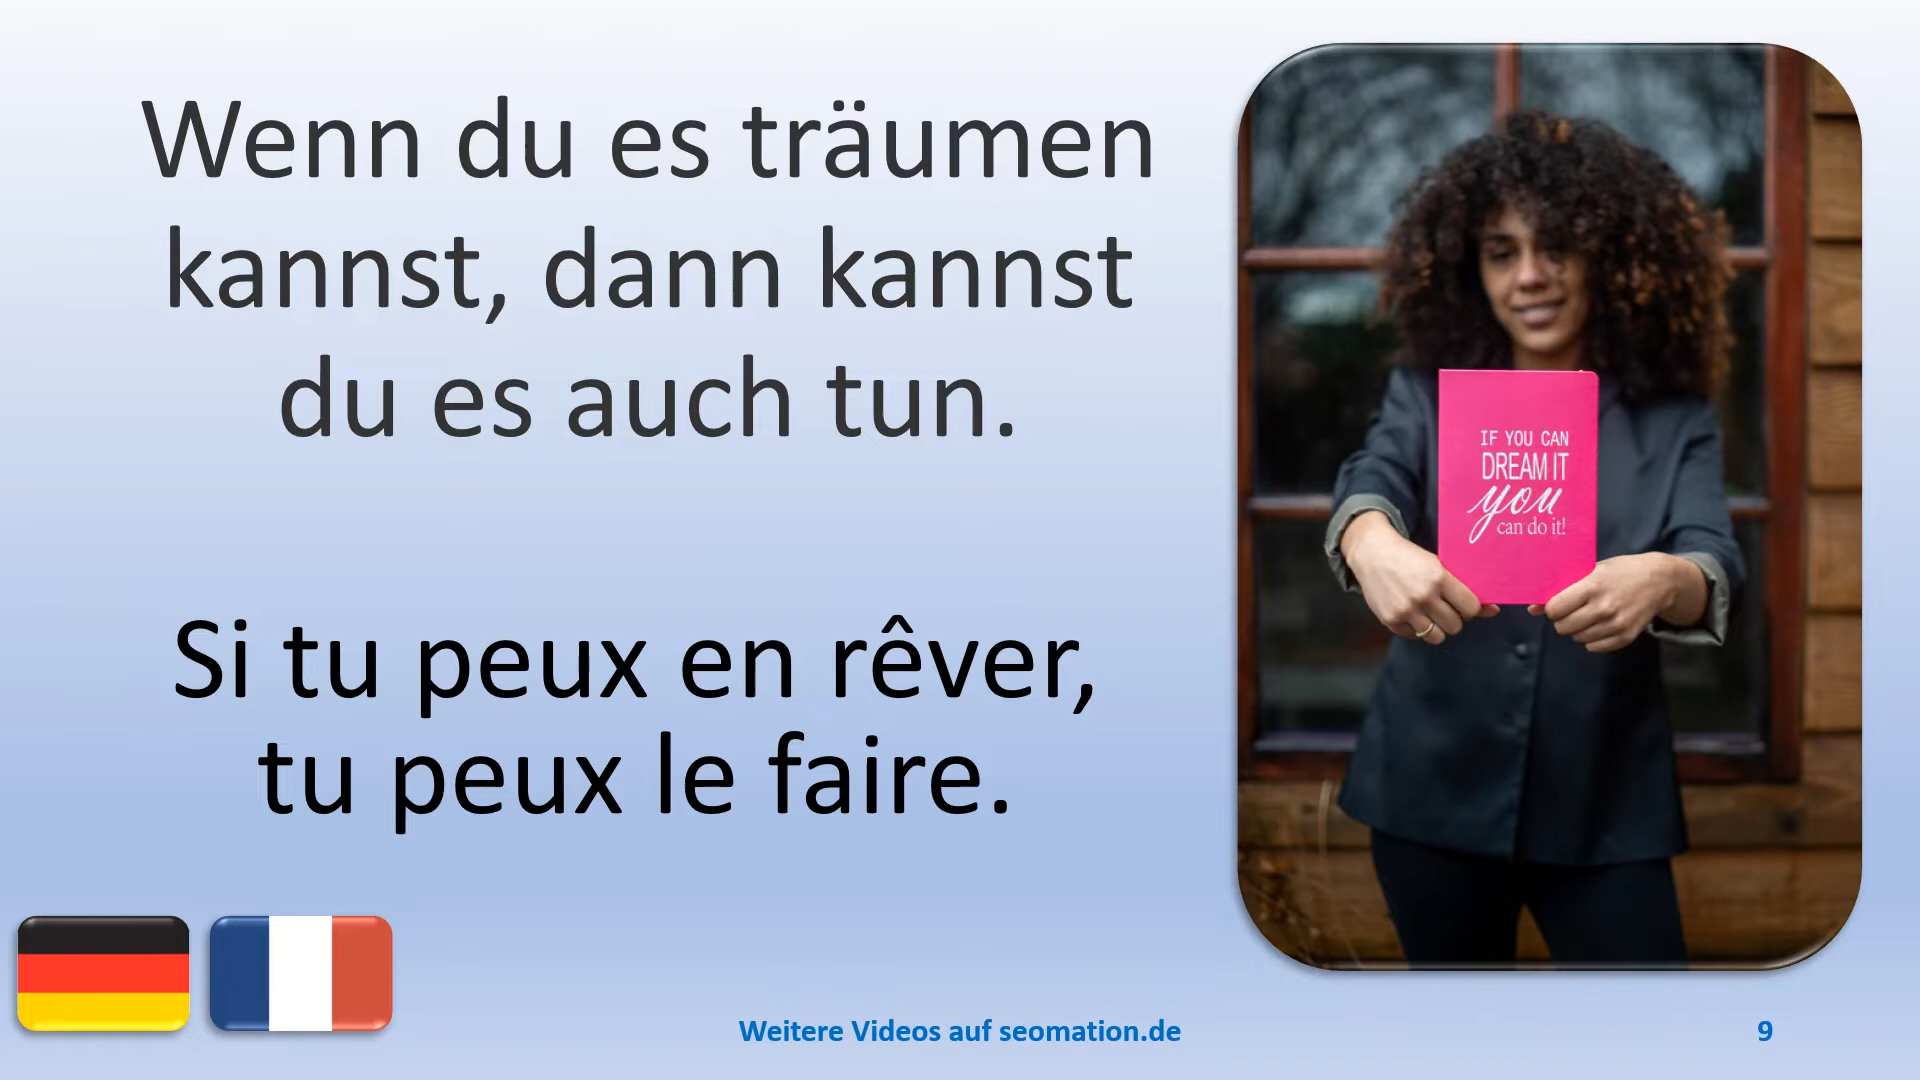 Wenn du es träumen
kannst, dann kannst
du es auch tun.
Si tu peux en rêver,
tu peux le faire.
IF YOU CAN
DREAM IT
you
can do it!
Weitere Videos auf seomation.de
9